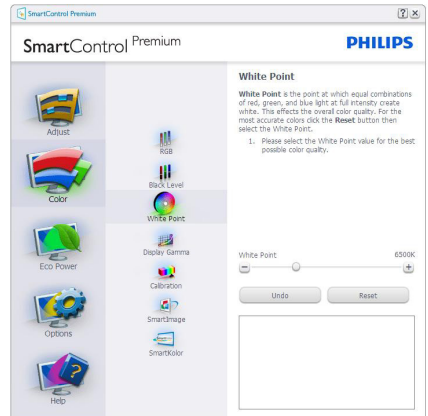 SmartControl Premium
SmartControl Premium
PHILIPS
Adjust
Color
Eco Power
Options
Help
RGB
Black Level
White Point
Display Gamma
Calibration
SmartImage
SmartKolor
White Point
White Point is the point at which equal combinations
of red, green, and blue light at full intensity create
white. This effects the overall color quality. For the
most accurate colors click the Reset button then
select the White Point.
1. Please select the White Point value for the best
possible color quality.
White Point 6500K
Undo Reset